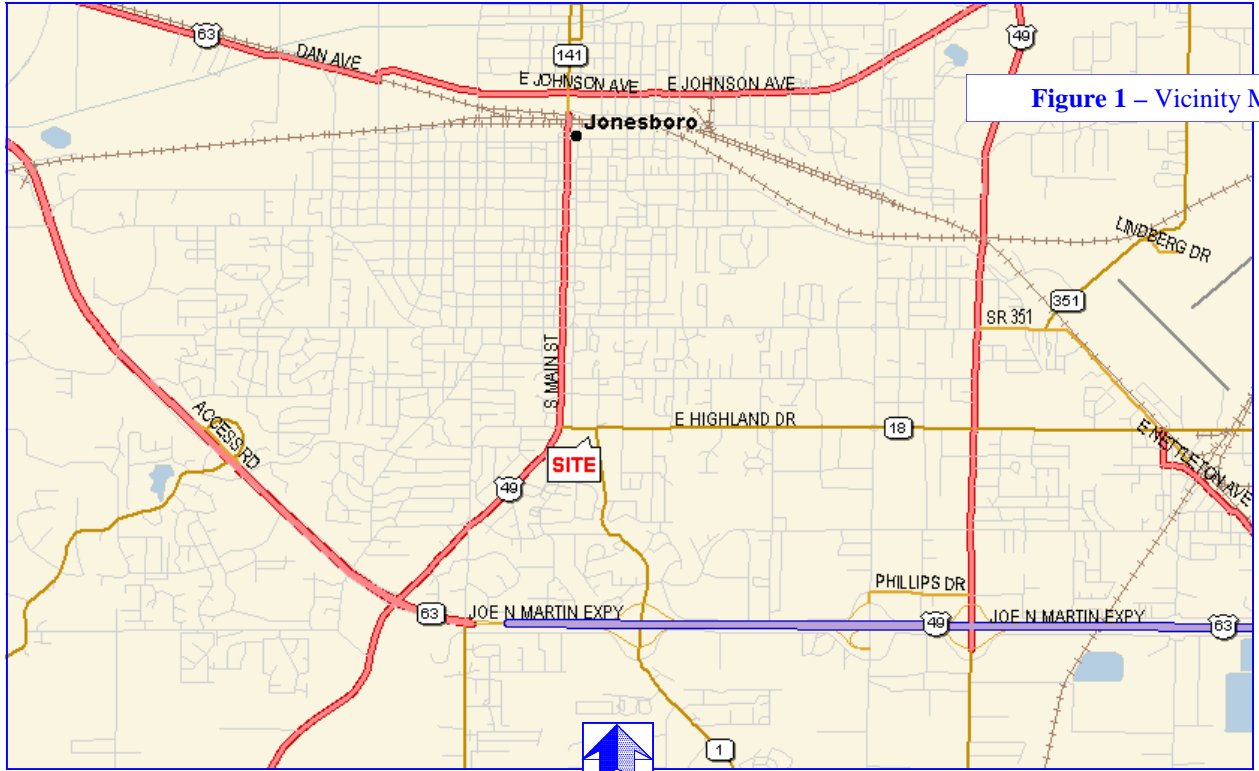 63
DAN AVE
141
E JOHNSON AVE
E JOHNSON AVE
49
Figure 1 – Vicinity M
Jonesboro
LINDBERG DR
351
SR 351
S MAIN ST
E HIGHLAND DR
18
ACCESS RD
SITE
E NETTLETON AVE
49
PHILLIPS DR
63
JOE N MARTIN EXPY
49
JOE N MARTIN EXPY
63
1